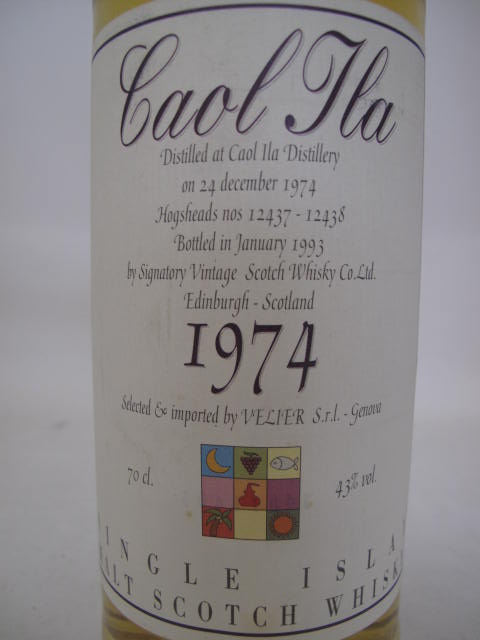 Caol Ila
Distilled at Caol Ila Distillery
on 24 december 1974
Hogsheads nos 12437 - 12438
Bottled in January 1993
by Signatory Vintage Scotch Whisky Co.Ltd.
Edinburgh - Scotland
1974
Selected & imported by VELIER S.r.l. - Genova
70 cl.
43% vol.
INGLE ISLA
ALT SCOTCH WHISK